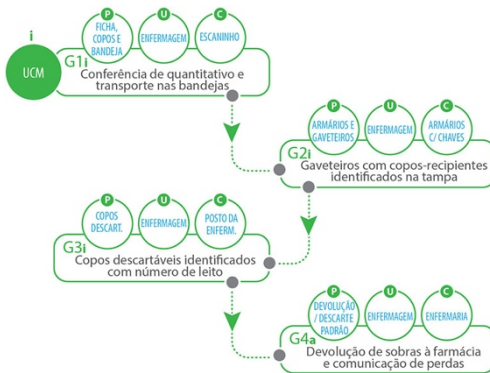 i
UCM
P
FICHA,
COPOS E
BANDEJA
U
ENFERMAGEM
C
ESCANINHO
G1i
Conferência de quantitativo e
transporte nas bandejas
P
ARMÁRIOS E
GAVETEIROS
U
ENFERMAGEM
C
ARMÁRIOS
C/ CHAVES
G2i
Gaveteiros com copos-recipientes
identificados na tampa
P
COPOS
DESCART.
U
ENFERMAGEM
C
POSTO DA
ENFERM.
G3i
Copos descartáveis identificados
com número de leito
P
DEVOLUÇÃO
/ DESCARTE
PADRÃO
U
ENFERMAGEM
C
ENFERMARIA
G4a
Devolução de sobras à farmácia
e comunicação de perdas